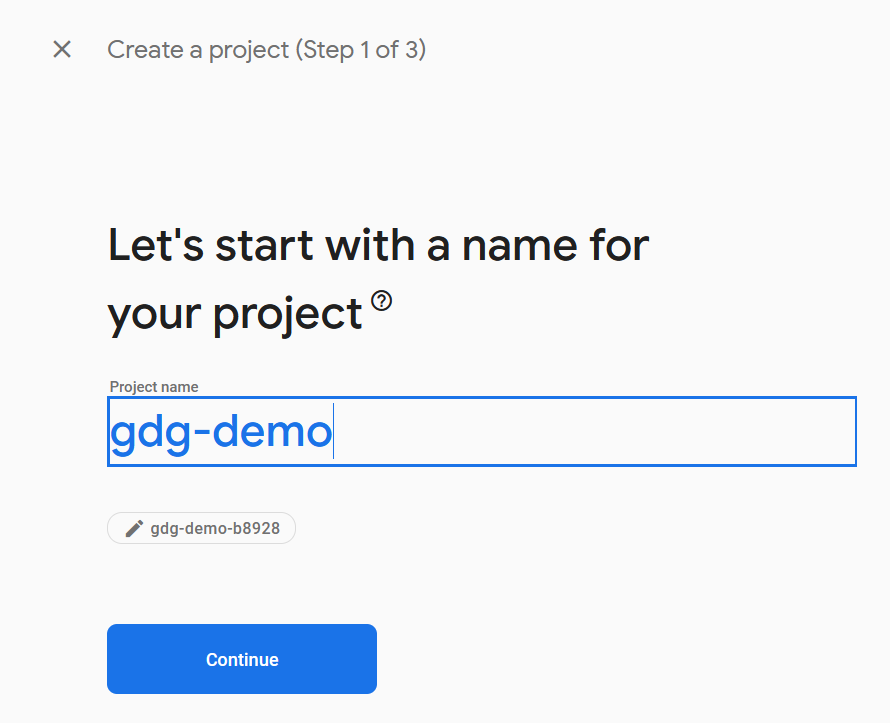 Create a project (Step 1 of 3)
Let's start with a name for
your project
Project name
gdg-demo
gdg-demo-b8928
Continue